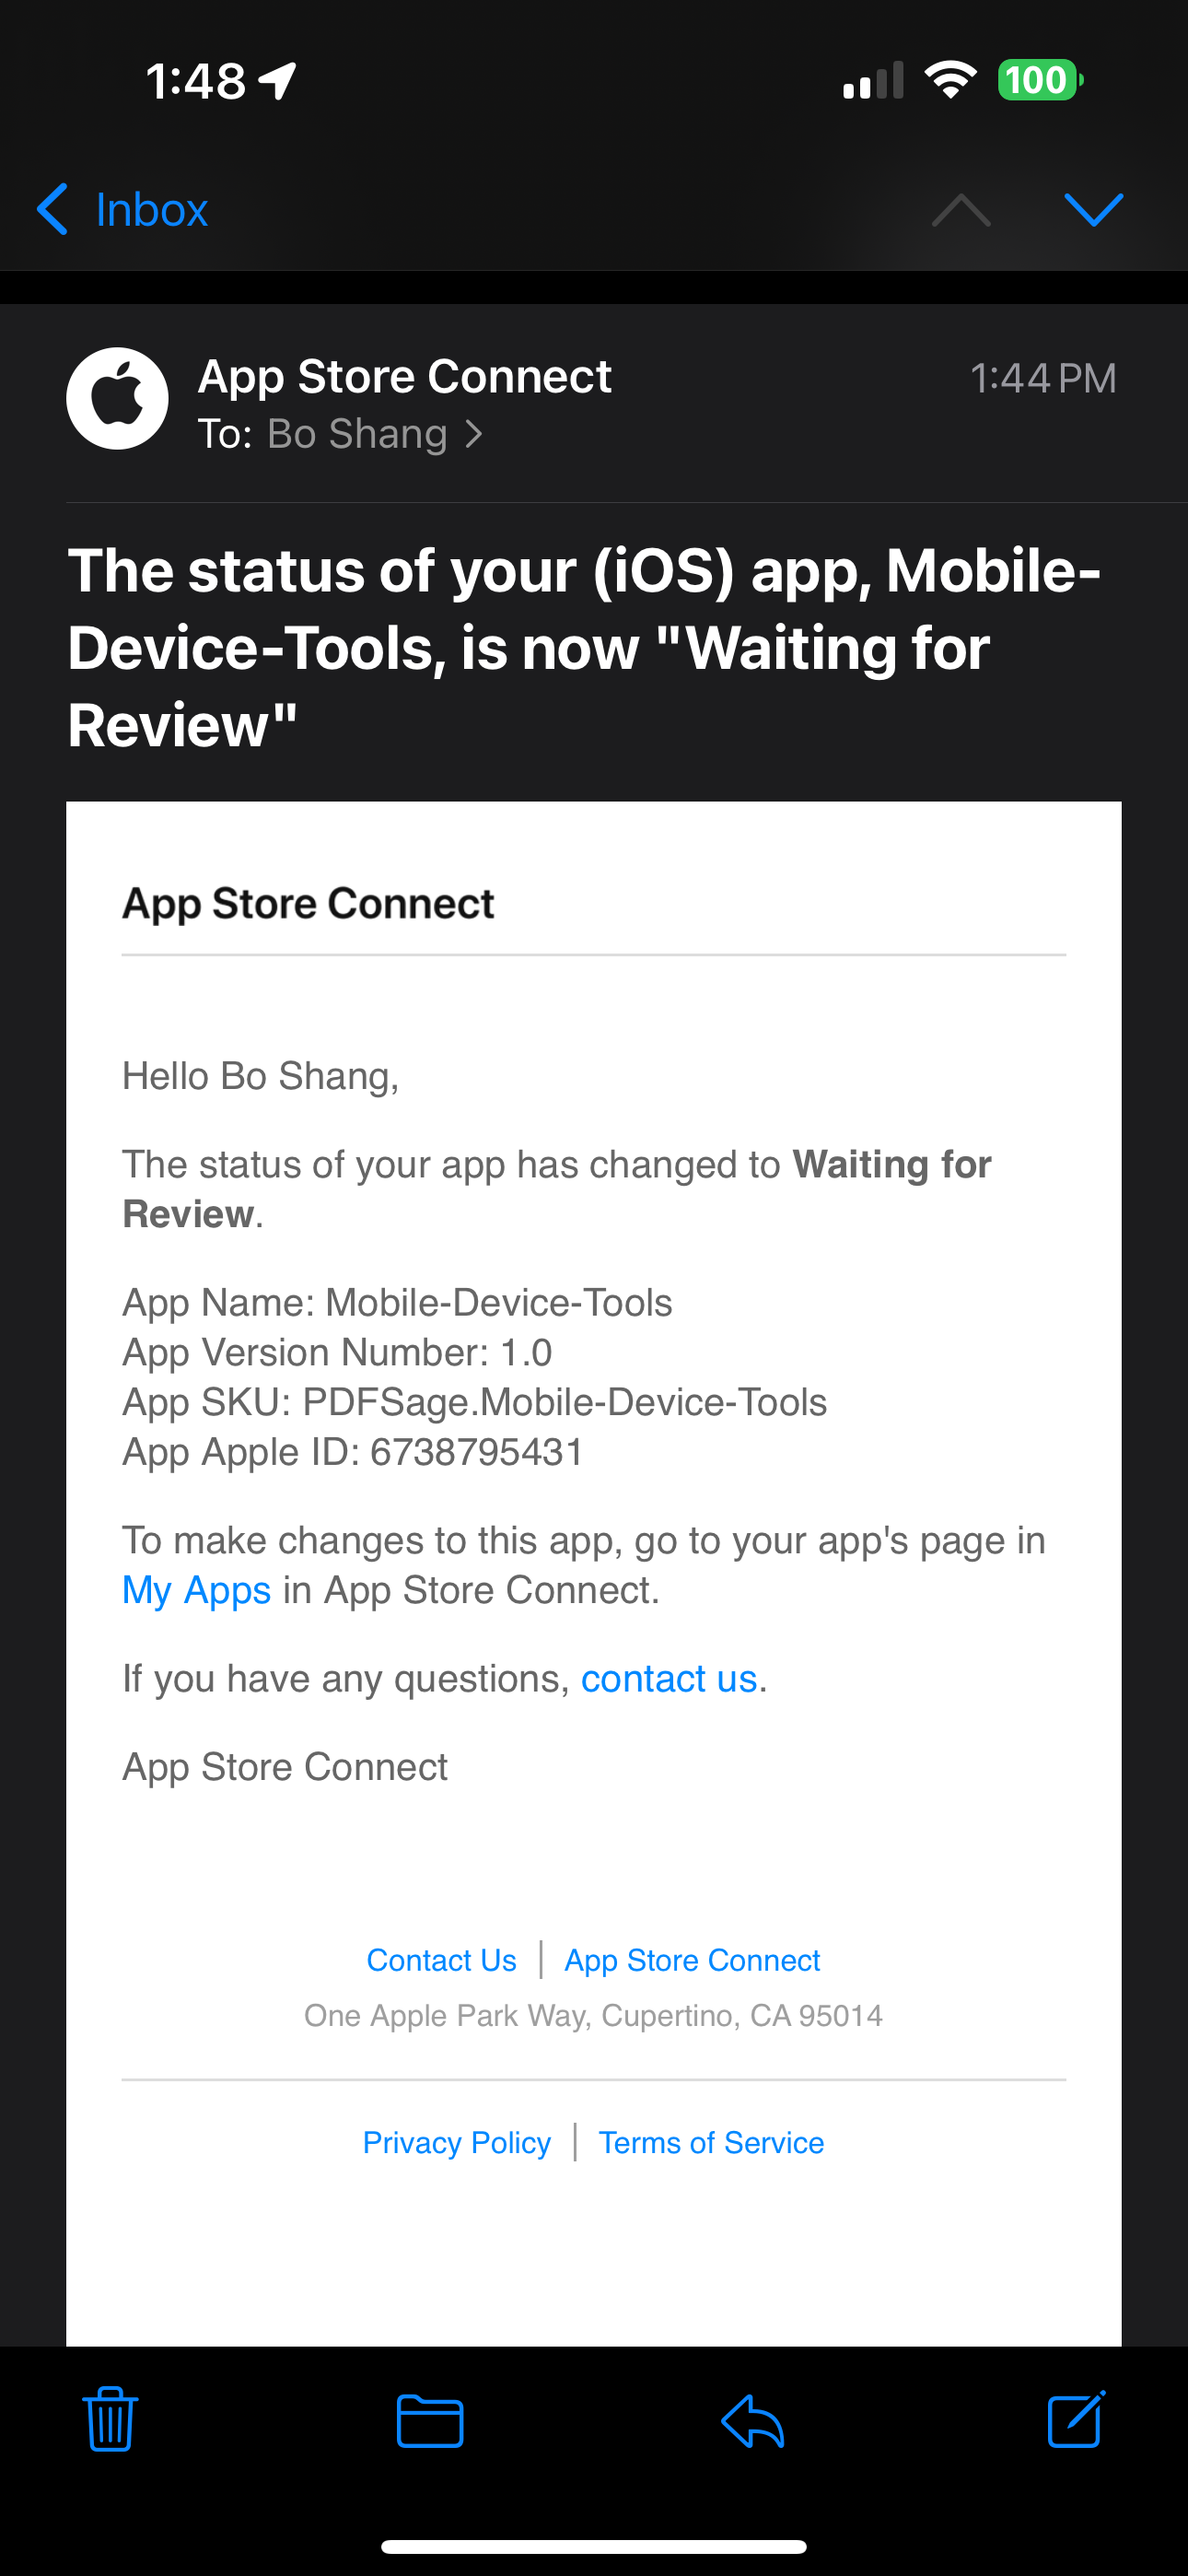 1:48
100
Inbox
App Store Connect
1:44 PM
To: Bo Shang
The status of your (iOS) app, Mobile-
Device-Tools, is now "Waiting for
Review"
App Store Connect
Hello Bo Shang,
The status of your app has changed to Waiting for
Review.
App Name: Mobile-Device-Tools
App Version Number: 1.0
App SKU: PDFSage.Mobile-Device-Tools
App Apple ID: 6738795431
To make changes to this app, go to your app's page in
My Apps in App Store Connect.
If you have any questions, contact us.
App Store Connect
Contact Us | App Store Connect
One Apple Park Way, Cupertino, CA 95014
Privacy Policy | Terms of Service